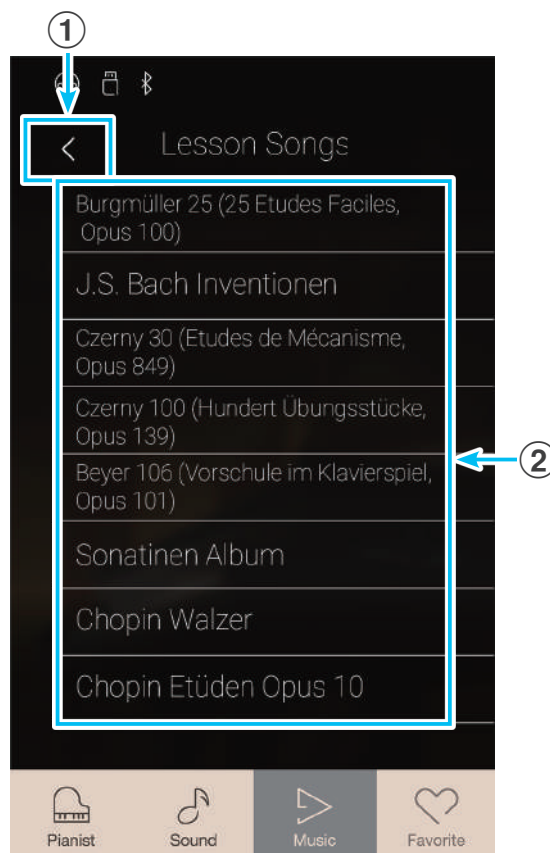 ①
Lesson Songs
Burgmüller 25 (25 Etudes Faciles,
Opus 100)
J.S. Bach Inventionen
Czerny 30 (Etudes de Mécanisme,
Opus 849)
Czerny 100 (Hundert Übungsstücke,
Opus 139)
②
Beyer 106 (Vorschule im Klavierspiel,
Opus 101)
Sonatinen Album
Chopin Walzer
Chopin Etüden Opus 10
Pianist Sound Music Favorite